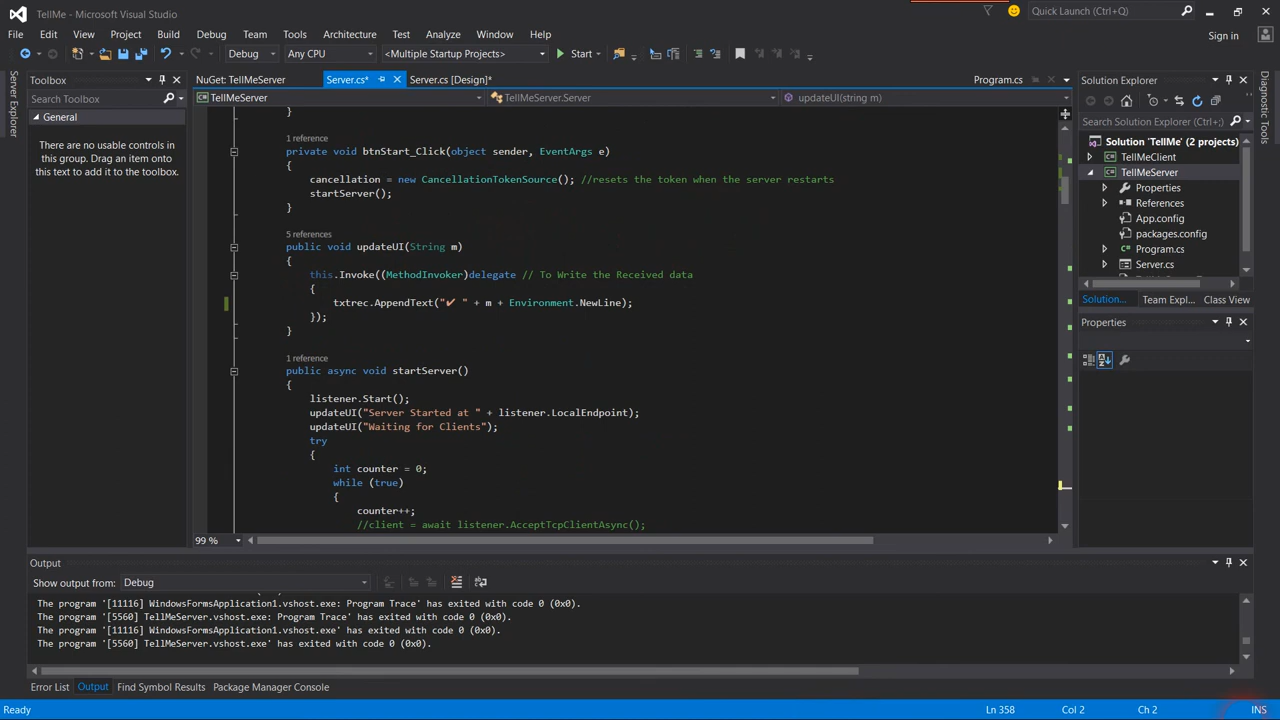 TellMe - Microsoft Visual Studio
Quick Launch (Ctrl+Q)
File Edit View Project Build Debug Team Tools Architecture Test Analyze Window Help
Sign in
Debug Any CPU <Multiple Startup Projects> Start
Server Explorer
Toolbox
Search Toolbox
General
There are no usable controls in
this group. Drag an item onto
this text to add it to the toolbox.
NuGet: TellMeServer Server.cs* Server.cs [Design]* Program.cs
TellMeServer TellMeServer.Server updateUI(string m)
}
1 reference
private void btnStart_Click(object sender, EventArgs e)
{
cancellation = new CancellationTokenSource(); //resets the token when the server restarts
startServer();
}
5 references
public void updateUI(String m)
{
this.Invoke((MethodInvoker)delegate // To Write the Received data
{
txtrec.AppendText("✔ " + m + Environment.NewLine);
});
}
1 reference
public async void startServer()
{
listener.Start();
updateUI("Server Started at " + listener.LocalEndpoint);
updateUI("Waiting for Clients");
try
{
int counter = 0;
while (true)
{
counter++;
//client = await listener.AcceptTcpClientAsync();
99 %
Solution Explorer
Search Solution Explorer (Ctrl+;)
Solution 'TellMe' (2 projects)
TellMeClient
TellMeServer
Properties
References
App.config
packages.config
Program.cs
Server.cs
Solution... Team Expl... Class View
Properties
Diagnostic Tools
Output
Show output from: Debug
The program '[11116] WindowsFormsApplication1.vshost.exe: Program Trace' has exited with code 0 (0x0).
The program '[5560] TellMeServer.vshost.exe: Program Trace' has exited with code 0 (0x0).
The program '[11116] WindowsFormsApplication1.vshost.exe' has exited with code 0 (0x0).
The program '[5560] TellMeServer.vshost.exe' has exited with code 0 (0x0).
Error List Output Find Symbol Results Package Manager Console
Ready Ln 358 Col 2 Ch 2 INS